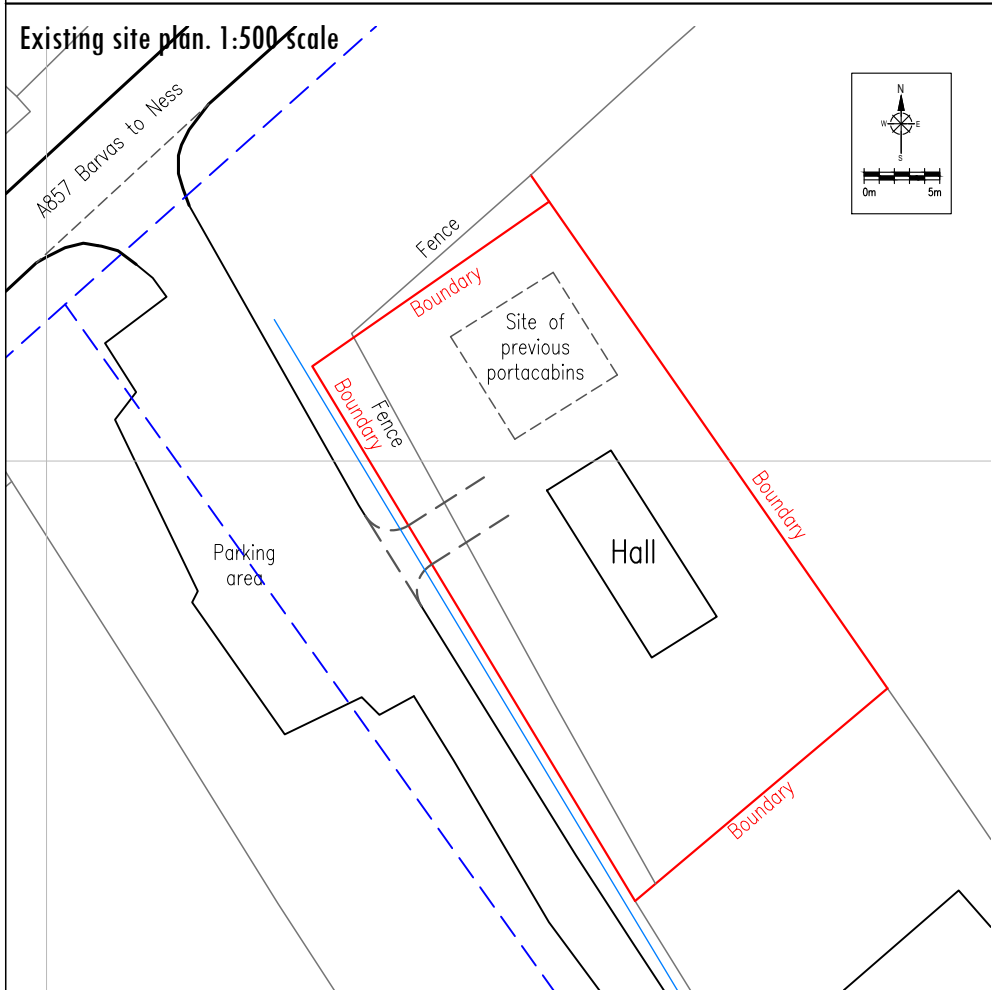 Existing site plan. 1:500 scale
A857 Barvas to Ness
N
W
E
S
0m
5m
Fence
Boundary
Site of
previous
portacabins
Boundary
Fence
Boundary
Hall
Parking
area
Boundary